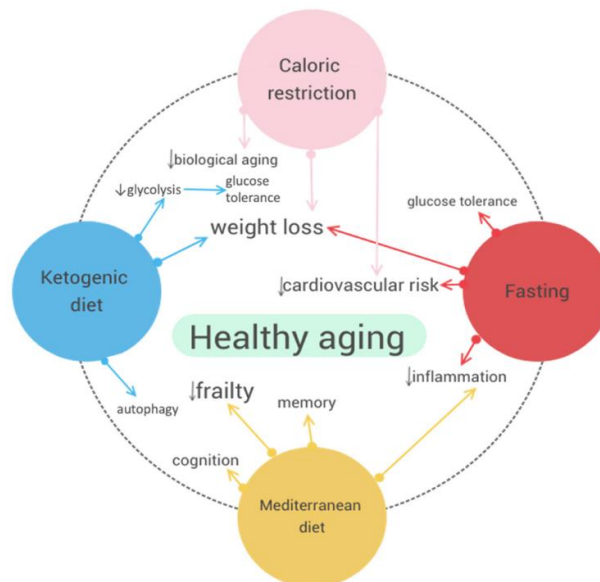 Caloric
restriction
↓biological aging
↓glycolysis
glucose
tolerance
glucose tolerance
weight loss
Ketogenic
diet
↓cardiovascular risk
Fasting
Healthy aging
↓inflammation
↓frailty
memory
autophagy
cognition
Mediterranean
diet